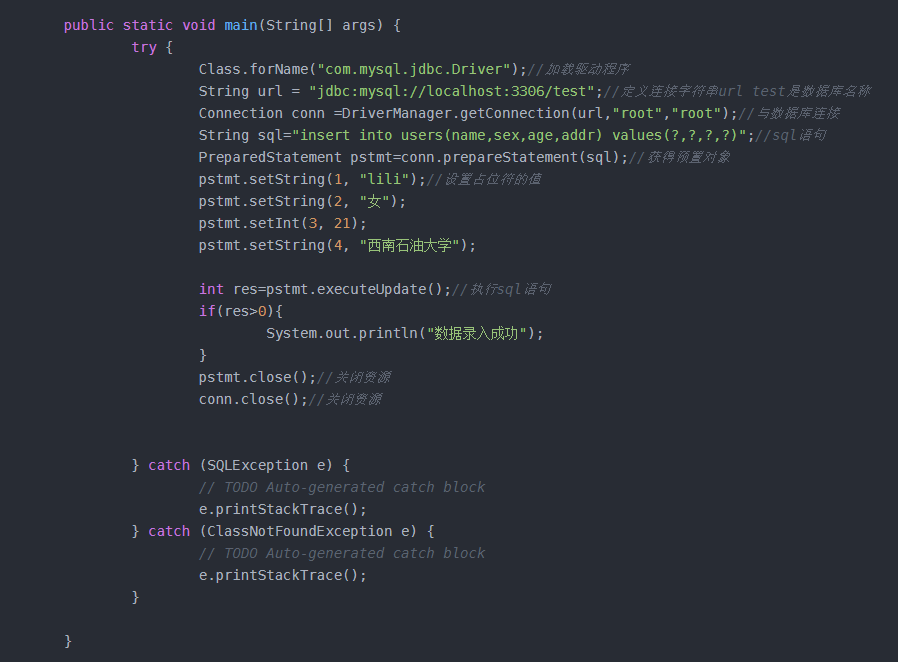 public static void main(String[] args) {
try {
Class.forName("com.mysql.jdbc.Driver");//加载驱动程序
String url = "jdbc:mysql://localhost:3306/test";//定义连接字符串url test是数据库名称
Connection conn =DriverManager.getConnection(url,"root","root");//与数据库连接
String sql="insert into users(name,sex,age,addr) values(?,?,?,?)";//sql语句
PreparedStatement pstmt=conn.prepareStatement(sql);//获得预置对象
pstmt.setString(1, "lili");//设置占位符的值
pstmt.setString(2, "女");
pstmt.setInt(3, 21);
pstmt.setString(4, "西南石油大学");
int res=pstmt.executeUpdate();//执行sql语句
if(res>0){
System.out.println("数据录入成功");
}
pstmt.close();//关闭资源
conn.close();//关闭资源
} catch (SQLException e) {
// TODO Auto-generated catch block
e.printStackTrace();
} catch (ClassNotFoundException e) {
// TODO Auto-generated catch block
e.printStackTrace();
}
}